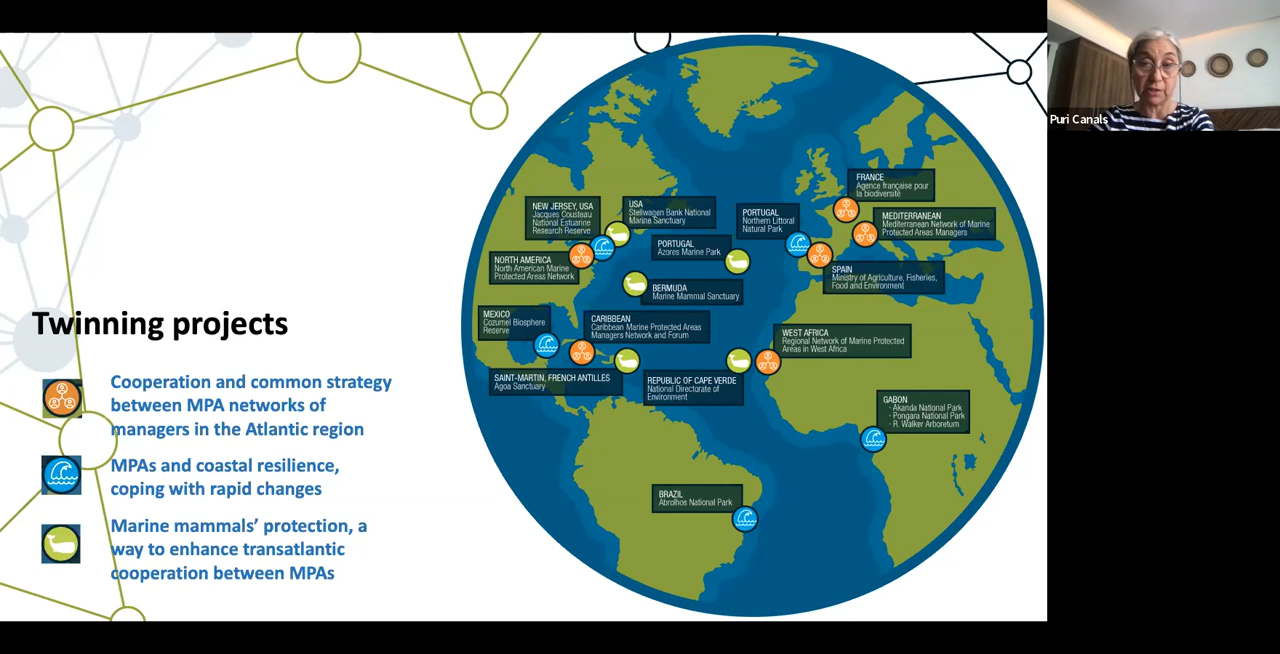 Puri Canals
Twinning projects
Cooperation and common strategy
between MPA networks of
managers in the Atlantic region
MPAs and coastal resilience,
coping with rapid changes
Marine mammals’ protection, a
way to enhance transatlantic
cooperation between MPAs
FRANCE
Agence française pour
la biodiversité
NEW JERSEY, USA
Jacques Cousteau
National Estuarine
Research Reserve
USA
Stellwagen Bank National
Marine Sanctuary
PORTUGAL
Northern Littoral
Natural Park
MEDITERRANEAN
Mediterranean Network of Marine
Protected Areas Managers
PORTUGAL
Azores Marine Park
NORTH AMERICA
North American Marine
Protected Areas Network
SPAIN
Ministry of Agriculture, Fisheries,
Food and Environment
BERMUDA
Marine Mammal Sanctuary
MEXICO
Cozumel Biosphere
Reserve
CARIBBEAN
Caribbean Marine Protected Areas
Managers Network and Forum
WEST AFRICA
Regional Network of Marine Protected
Areas in West Africa
SAINT-MARTIN, FRENCH ANTILLES
Agoa Sanctuary
REPUBLIC OF CAPE VERDE
National Directorate of
Environment
GABON
· Akanda National Park
· Pongara National Park
· R. Walker Arboretum
BRAZIL
Abrolhos National Park